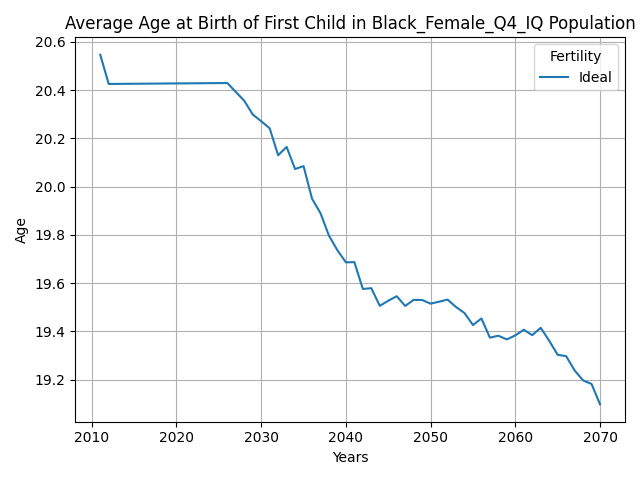 Average Age at Birth of First Child in Black_Female_Q4_IQ Population
Fertility
Ideal
20.6
20.4
20.2
20.0
19.8
19.6
19.4
19.2
Age
2010 2020 2030 2040 2050 2060 2070
Years